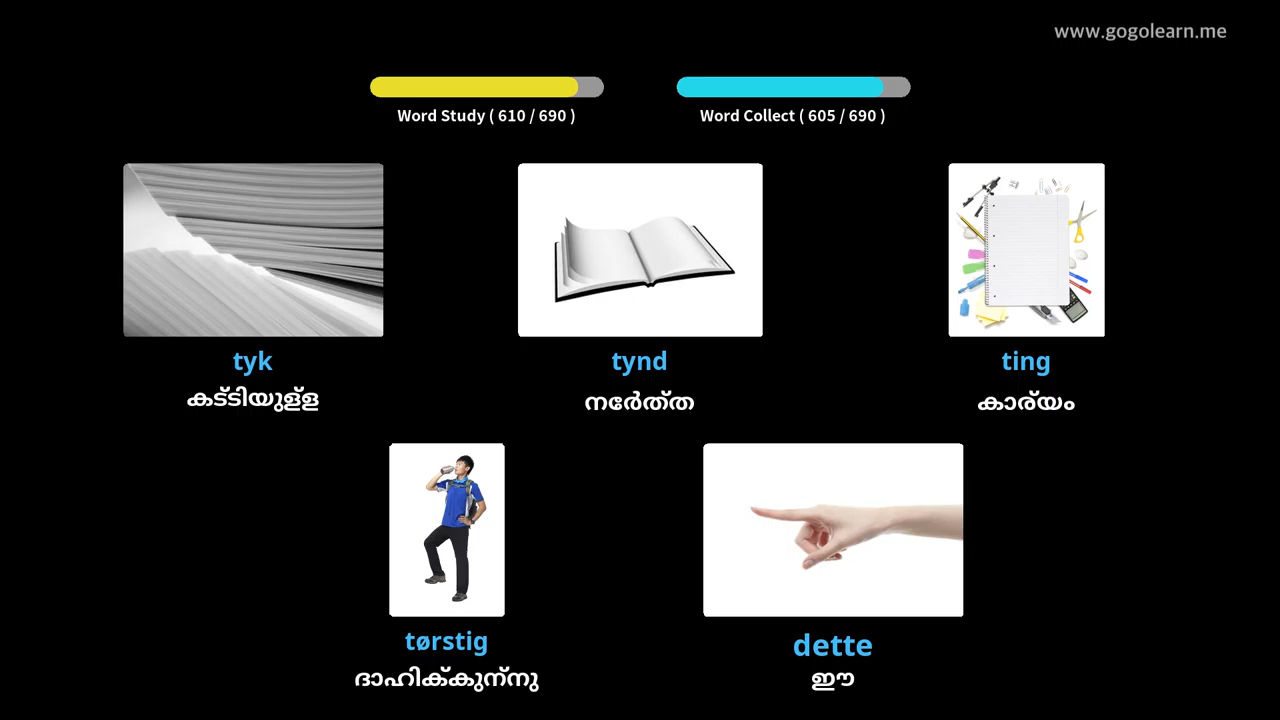 www.gogolearn.me
Word Study ( 610 / 690 )
Word Collect ( 605 / 690 )
tyk
tynd
ting
കട്ടിയുള്ള
നേർത്ത
കാര്യം
tørstig
dette
ദാഹിക്കുന്നു
ഈ